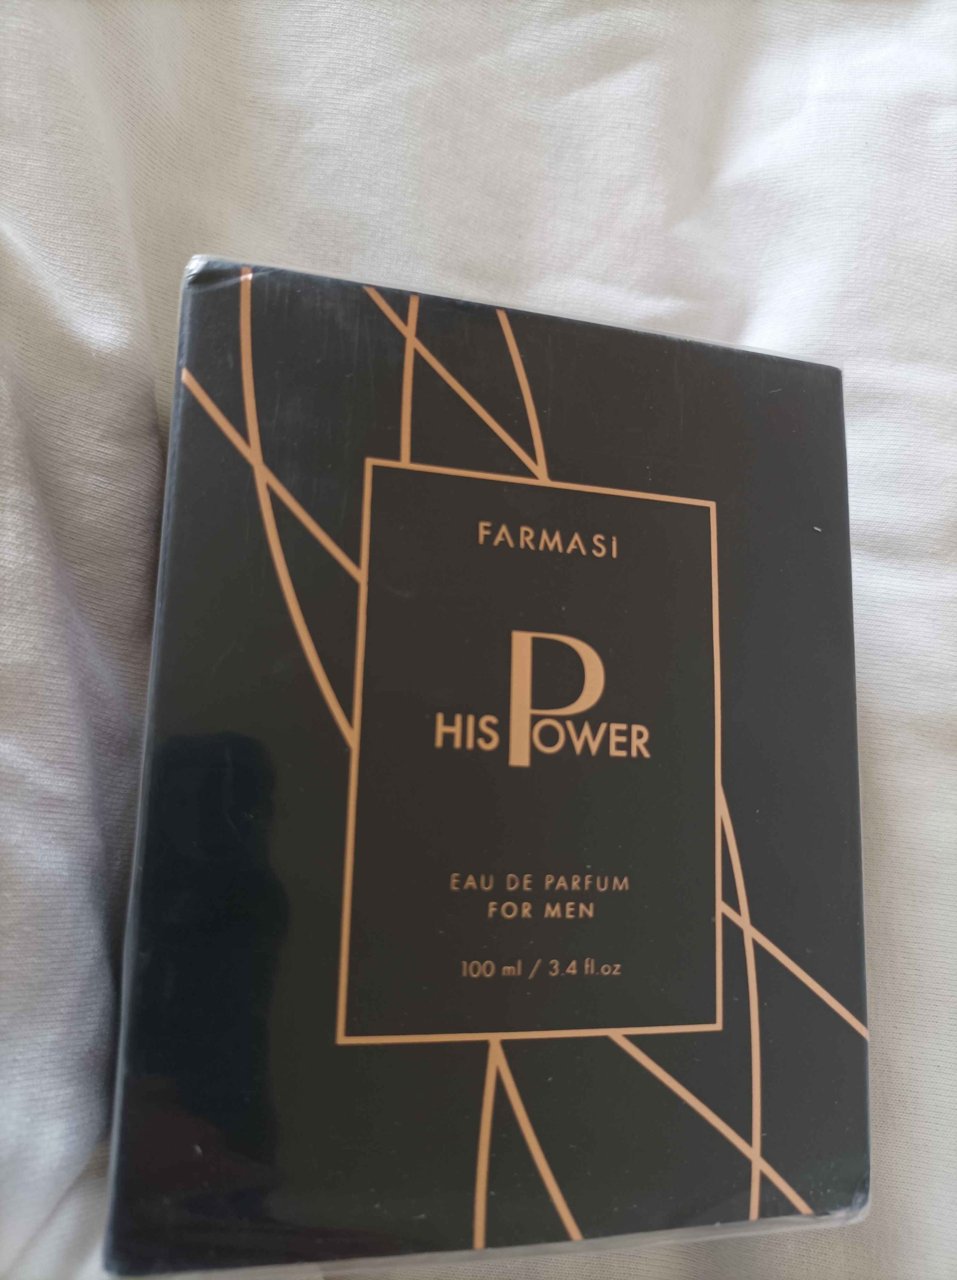 FARMASi
HIS POWER
EAU DE PARFUM
FOR MEN
100 ml / 3.4 fl.oz